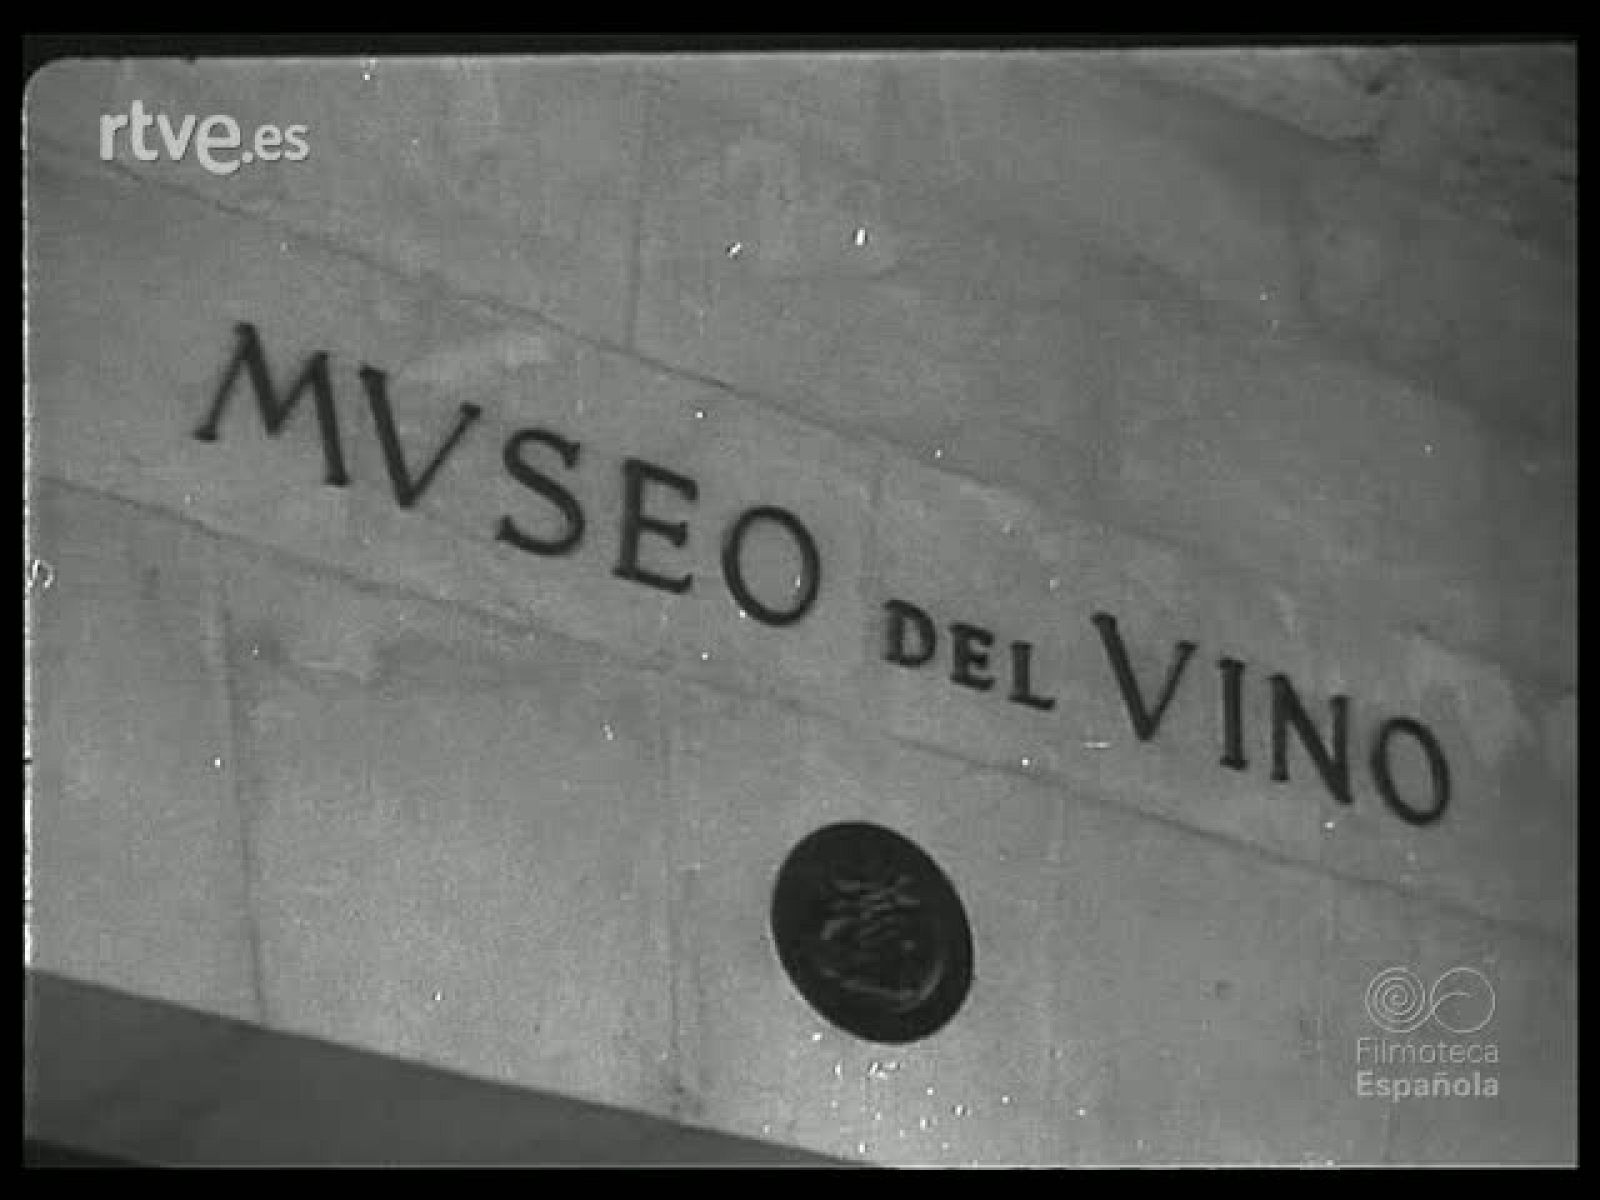 rtve.es
MVSEO DEL VINO
Filmoteca
Española